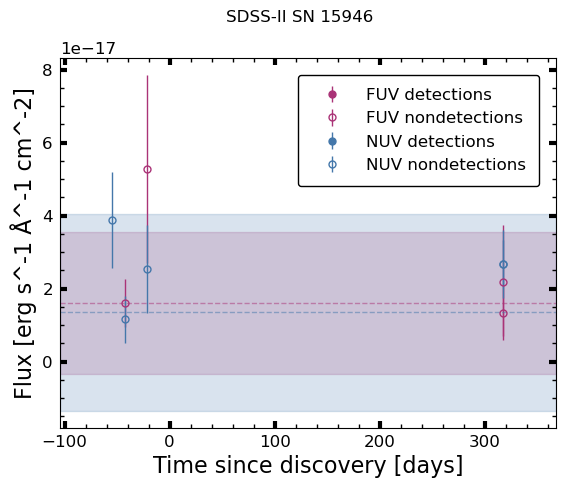 SDSS-II SN 15946
1e−17
FUV detections
FUV nondetections
NUV detections
NUV nondetections
8
6
4
2
0
Flux [erg s^-1 Å^-1 cm^-2]
−100 0 100 200 300
Time since discovery [days]